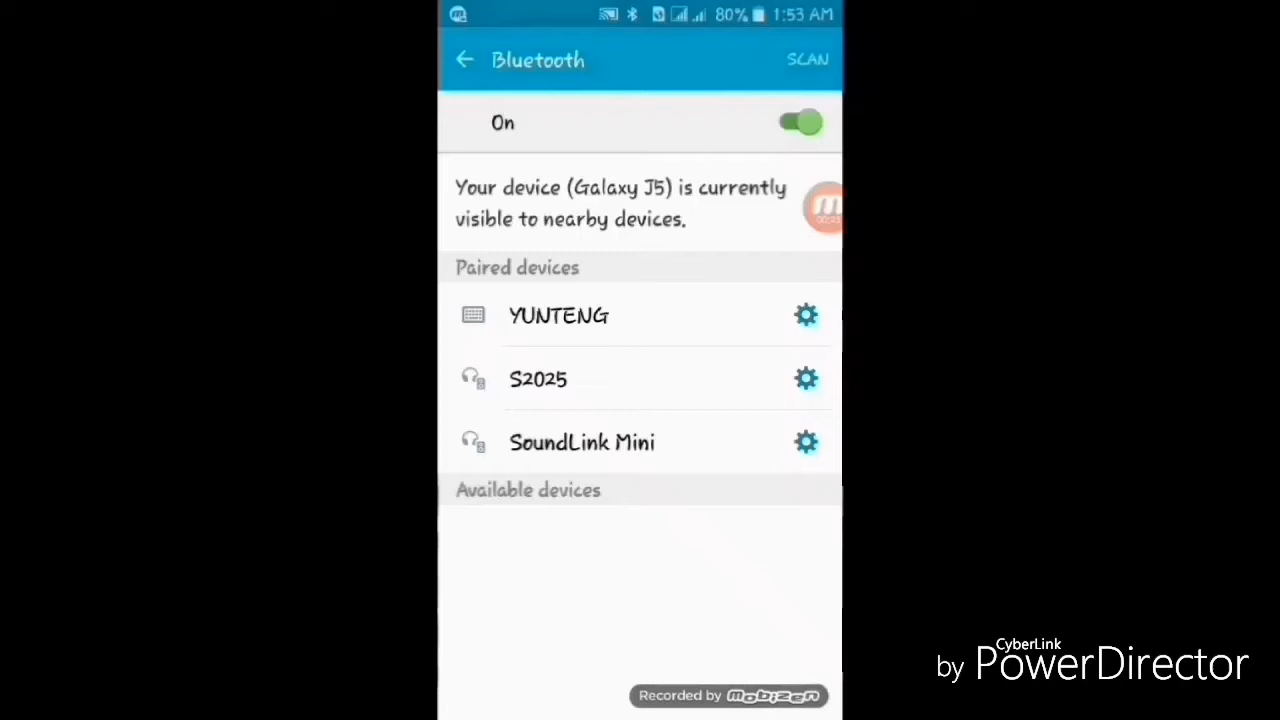 80% 1:53 AM
Bluetooth SCAN
On
Your device (Galaxy J5) is currently
visible to nearby devices.
Paired devices
YUNTENG
S2025
SoundLink Mini
Available devices
CyberLink
by PowerDirector
Recorded by mobizen